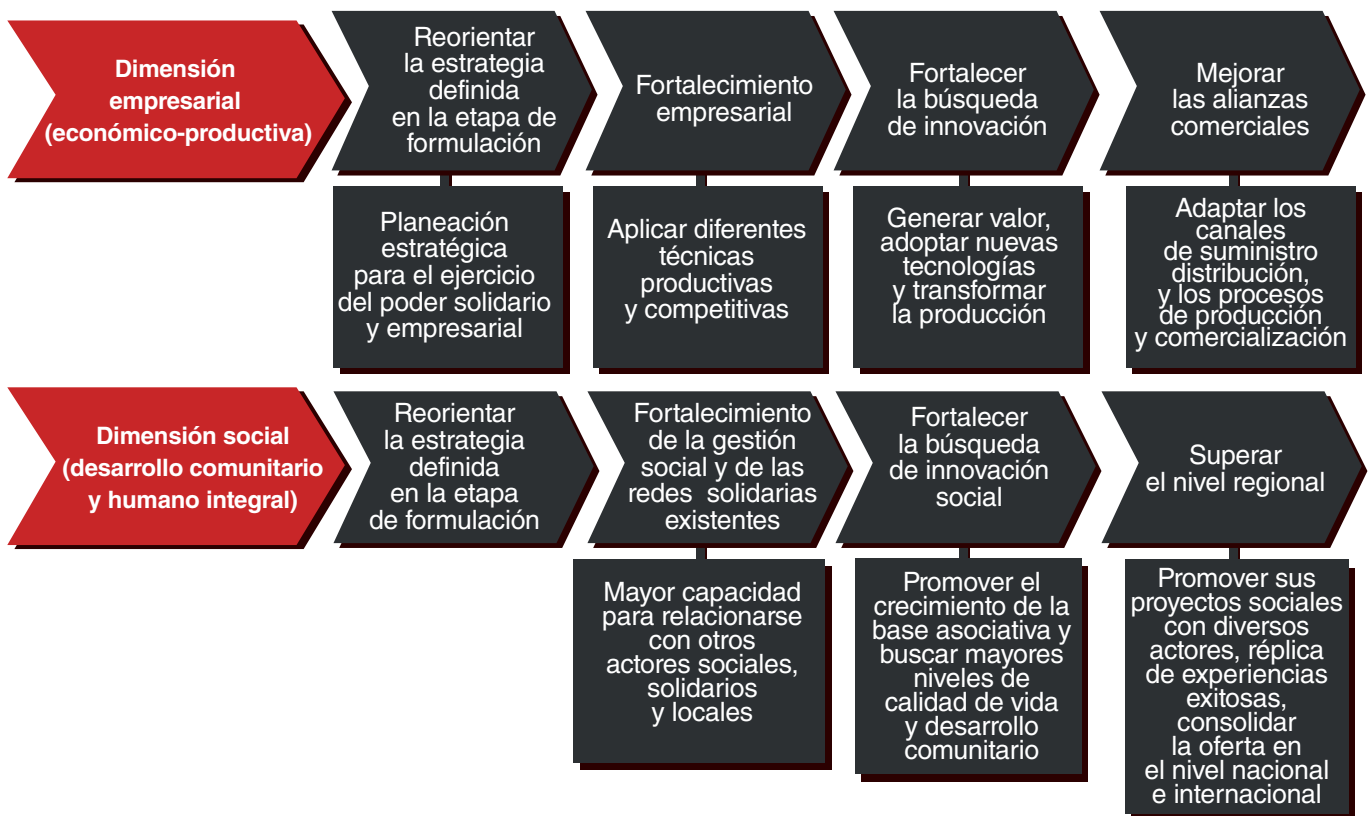 Dimensión
empresarial
(económico-productiva)
Reorientar
la estrategia
definida
en la etapa de
formulación
Fortalecimiento
empresarial
Fortalecer
la búsqueda
de innovación
Mejorar
las alianzas
comerciales
Planeación
estratégica
para el ejercicio
del poder solidario
y empresarial
Aplicar diferentes
técnicas
productivas
y competitivas
Generar valor,
adoptar nuevas
tecnologías
y transformar
la producción
Adaptar los
canales
de suministro
distribución,
y los procesos
de producción
y comercialización
Dimensión social
(desarrollo comunitario
y humano integral)
Reorientar
la estrategia
definida
en la etapa
de formulación
Fortalecimiento
de la gestión
social y de las
redes solidarias
existentes
Fortalecer
la búsqueda
de innovación
social
Superar
el nivel regional
Mayor capacidad
para relacionarse
con otros
actores sociales,
solidarios
y locales
Promover el
crecimiento de la
base asociativa y
buscar mayores
niveles de
calidad de vida
y desarrollo
comunitario
Promover sus
proyectos sociales
con diversos
actores, réplica
de experiencias
exitosas,
consolidar
la oferta en
el nivel nacional
e internacional